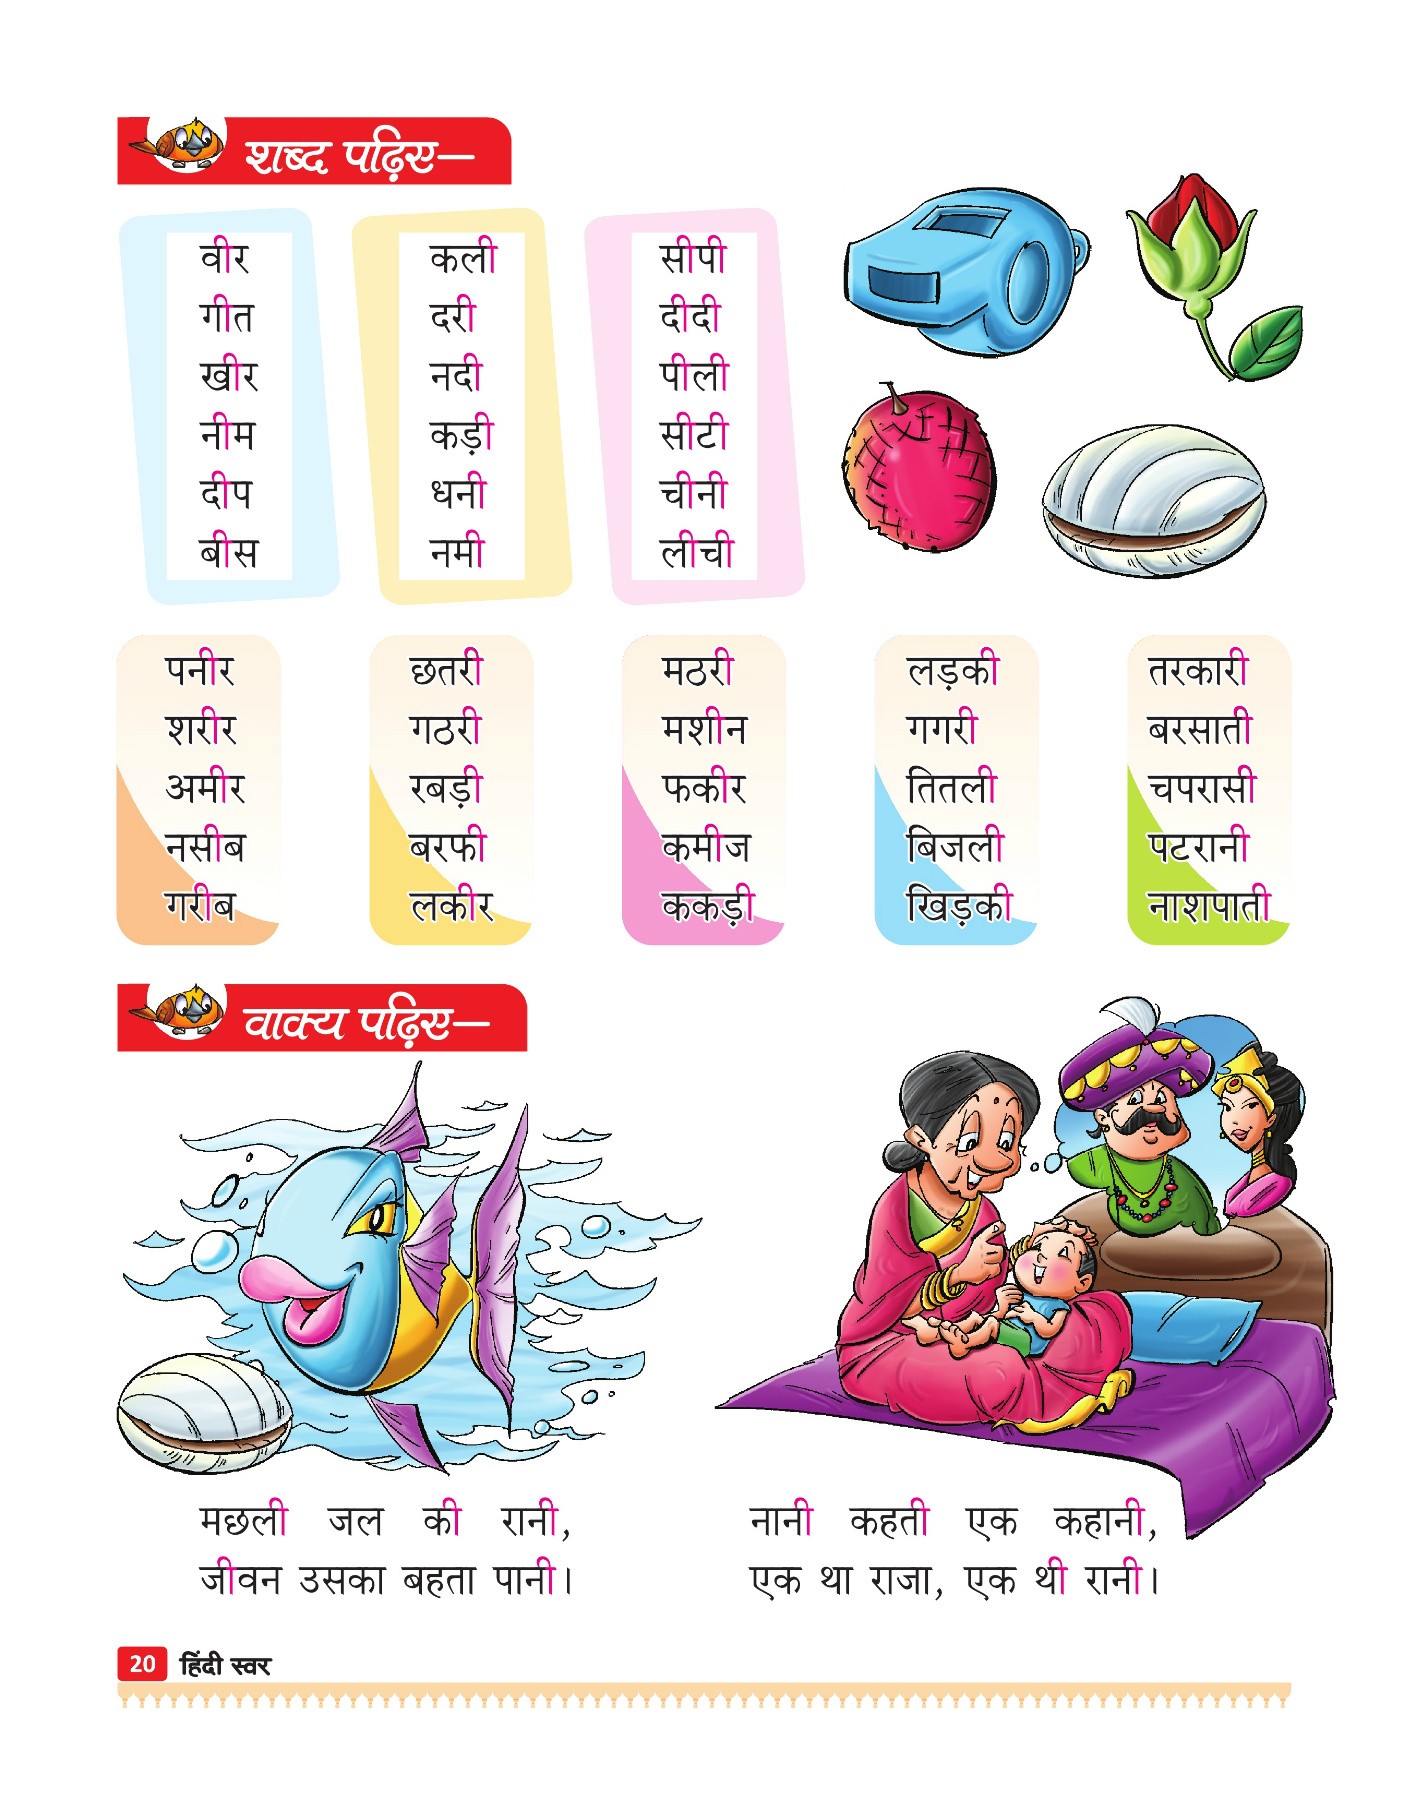 शब्द पढ़िए—
वीर कली सीपी
गीत दरी दीदी
खीर नदी पीली
नीम कड़ी सीटी
दीप धनी चीनी
बीस नमी लीची
पनीर छतरी मठरी लड़की तरकारी
शरीर गठरी मशीन गगरी बरसाती
अमीर रबड़ी फकीर तितली चपरासी
नसीब बरफी कमीज बिजली पटरानी
गरीब लकीर ककड़ी खिड़की नाशपाती
वाक्य पढ़िए—
मछली जल की रानी,
जीवन उसका बहता पानी।
नानी कहती एक कहानी,
एक था राजा, एक थी रानी।
20 हिंदी स्वर